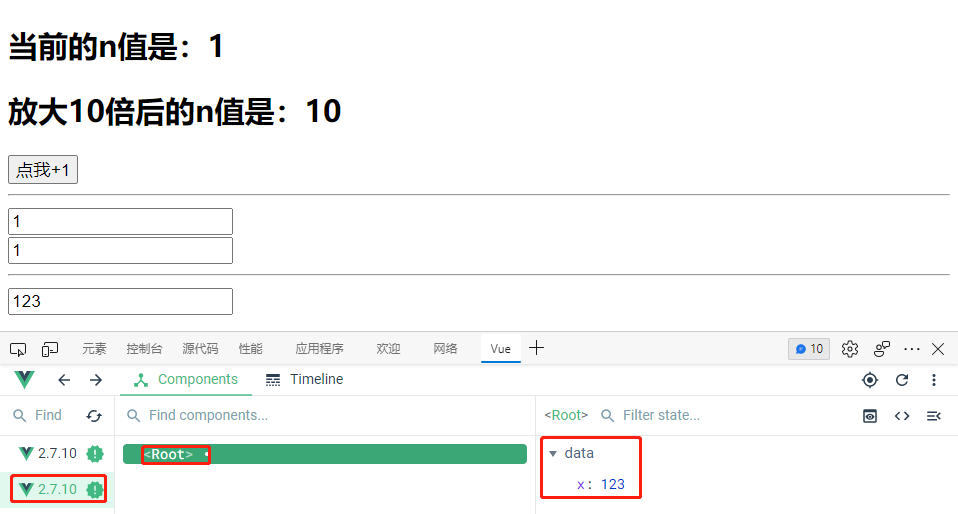 当前的n值是：1
放大10倍后的n值是：10
点我+1
1
1
123
元素 控制台 源代码 性能 应用程序 欢迎 网络 Vue 10
Components Timeline
Find Find components... <Root> Filter state...
2.7.10 <Root> data
2.7.10 x: 123